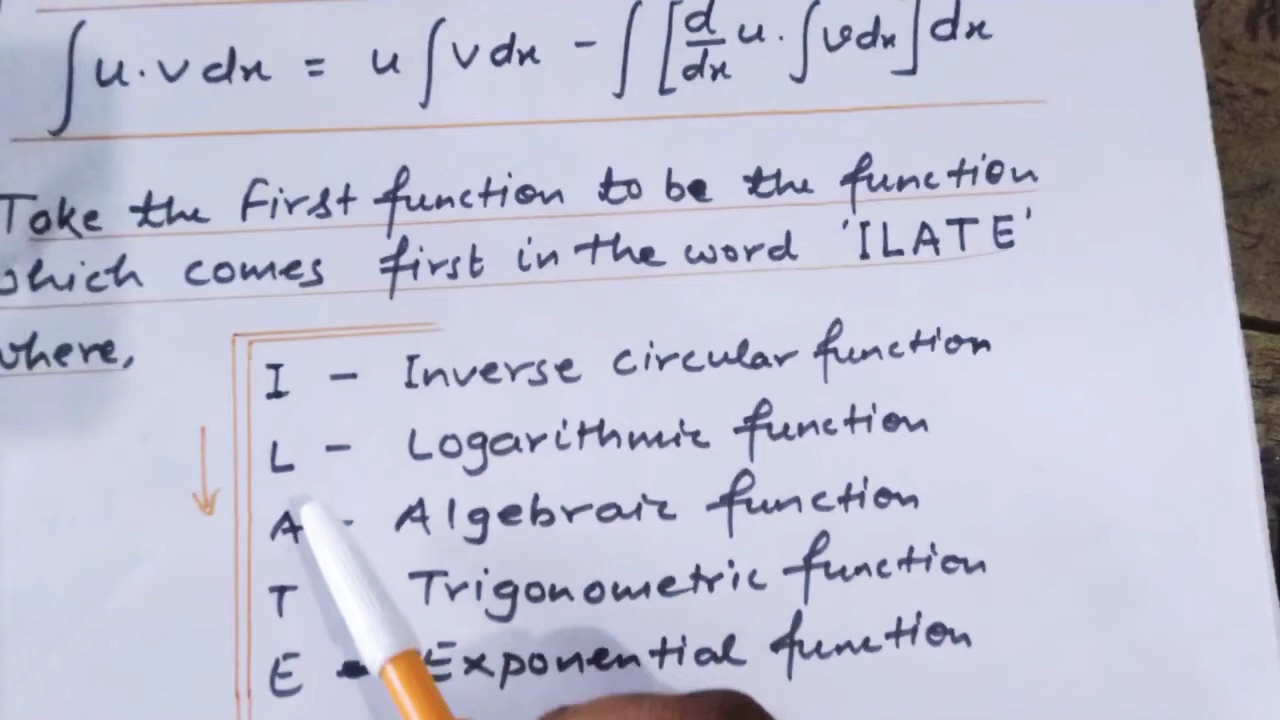 ∫u.v dx = u ∫v dx - ∫[d/dx u. ∫v dx] dx
Take the first function to be the function
which comes first in the word 'ILATE'
where,
I - Inverse circular function
L - Logarithmic function
A - Algebraic function
T Trigonometric function
E - Exponential function